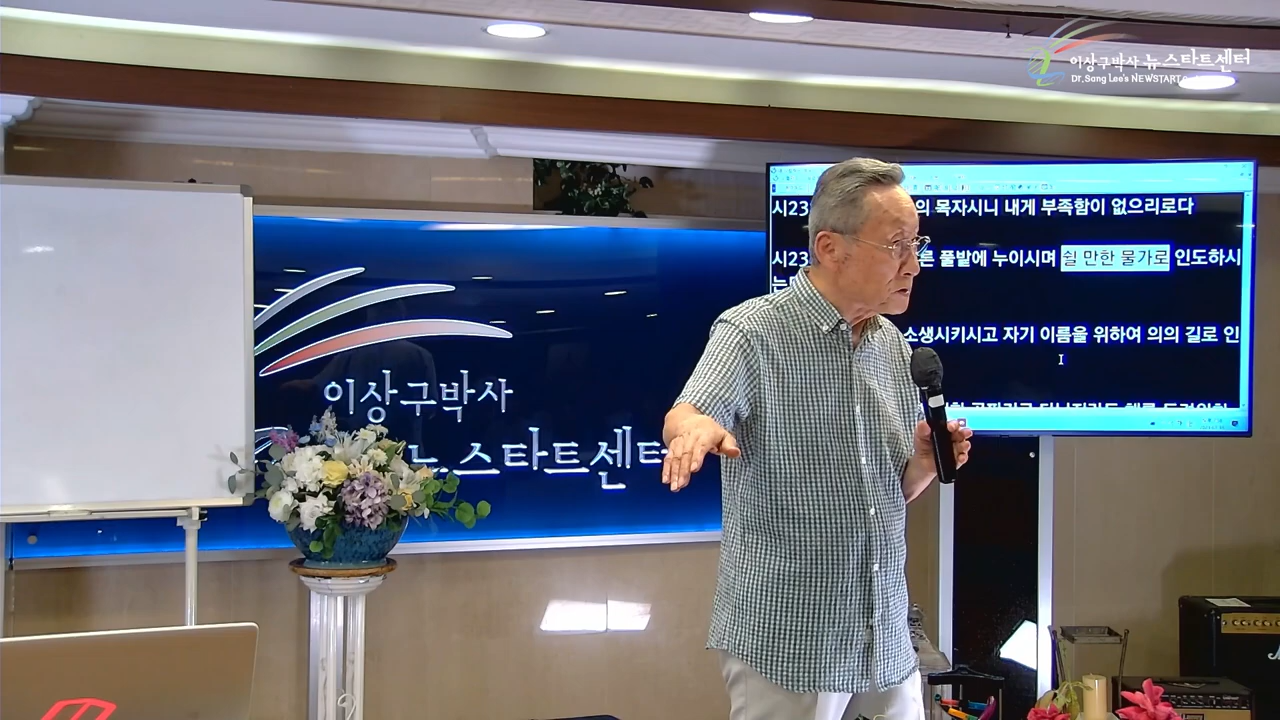 이상구박사 뉴스타트센터
Dr. Sang Lee's NEWSTART
시23
의 목자시니 내게 부족함이 없으리로다
시23
른 풀밭에 누이시며 쉴 만한 물가로 인도하시
는
소생시키시고 자기 이름을 위하여 의의 길로 인
이상구박사
뉴스타트센터